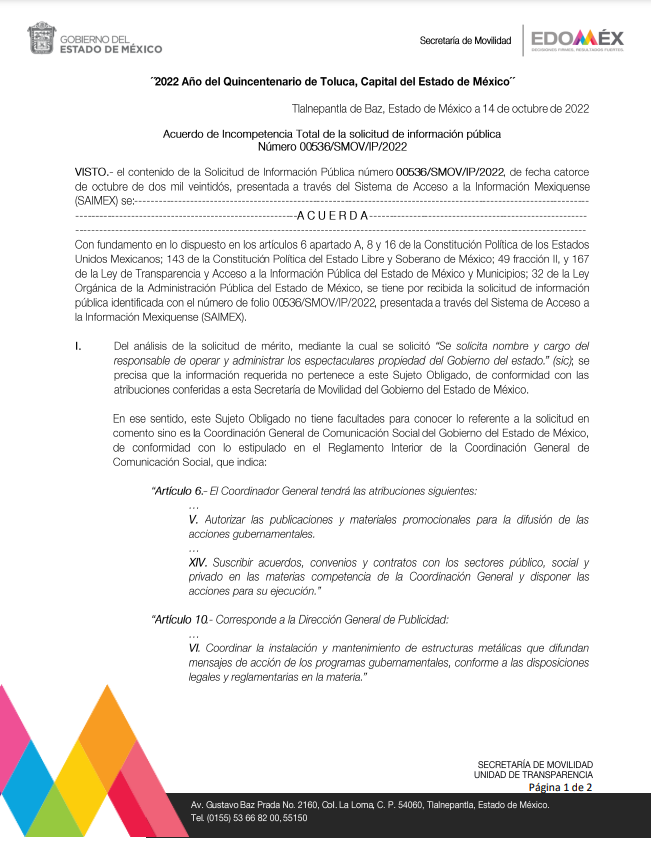 GOBIERNO DEL
ESTADO DE MÉXICO
Secretaría de Movilidad
EDOMÉX
DECISIONES FIRMES, RESULTADOS FUERTES.
´´2022 Año del Quincentenario de Toluca, Capital del Estado de México´´
Tlalnepantla de Baz, Estado de México a 14 de octubre de 2022
Acuerdo de Incompetencia Total de la solicitud de información pública
Número 00536/SMOV/IP/2022
VISTO.- el contenido de la Solicitud de Información Pública número 00536/SMOV/IP/2022, de fecha catorce
de octubre de dos mil veintidós, presentada a través del Sistema de Acceso a la Información Mexiquense
(SAIMEX) se:------------------------------------------------------------------------------------------------------------------
-------------------------------------------------------A C U E R D A------------------------------------------------------
--------------------------------------------------------------------------------------------------------------------------------
Con fundamento en lo dispuesto en los artículos 6 apartado A, 8 y 16 de la Constitución Política de los Estados
Unidos Mexicanos; 143 de la Constitución Política del Estado Libre y Soberano de México; 49 fracción II, y 167
de la Ley de Transparencia y Acceso a la Información Pública del Estado de México y Municipios; 32 de la Ley
Orgánica de la Administración Pública del Estado de México, se tiene por recibida la solicitud de información
pública identificada con el número de folio 00536/SMOV/IP/2022, presentada a través del Sistema de Acceso a
la Información Mexiquense (SAIMEX).
I. Del análisis de la solicitud de mérito, mediante la cual se solicitó “Se solicita nombre y cargo del
responsable de operar y administrar los espectaculares propiedad del Gobierno del estado.” (sic); se
precisa que la información requerida no pertenece a este Sujeto Obligado, de conformidad con las
atribuciones conferidas a esta Secretaría de Movilidad del Gobierno del Estado de México.
En ese sentido, este Sujeto Obligado no tiene facultades para conocer lo referente a la solicitud en
comento sino es la Coordinación General de Comunicación Social del Gobierno del Estado de México,
de conformidad con lo estipulado en el Reglamento Interior de la Coordinación General de
Comunicación Social, que indica:
“Artículo 6.- El Coordinador General tendrá las atribuciones siguientes:
…
V. Autorizar las publicaciones y materiales promocionales para la difusión de las
acciones gubernamentales.
…
XIV. Suscribir acuerdos, convenios y contratos con los sectores público, social y
privado en las materias competencia de la Coordinación General y disponer las
acciones para su ejecución.”
“Artículo 10.- Corresponde a la Dirección General de Publicidad:
…
VI. Coordinar la instalación y mantenimiento de estructuras metálicas que difundan
mensajes de acción de los programas gubernamentales, conforme a las disposiciones
legales y reglamentarias en la materia.”
SECRETARÍA DE MOVILIDAD
UNIDAD DE TRANSPARENCIA
Página 1 de 2
Av. Gustavo Baz Prada No. 2160, Col. La Loma, C. P. 54060, Tlalnepantla, Estado de México.
Tel. (0155) 53 66 82 00, 55150